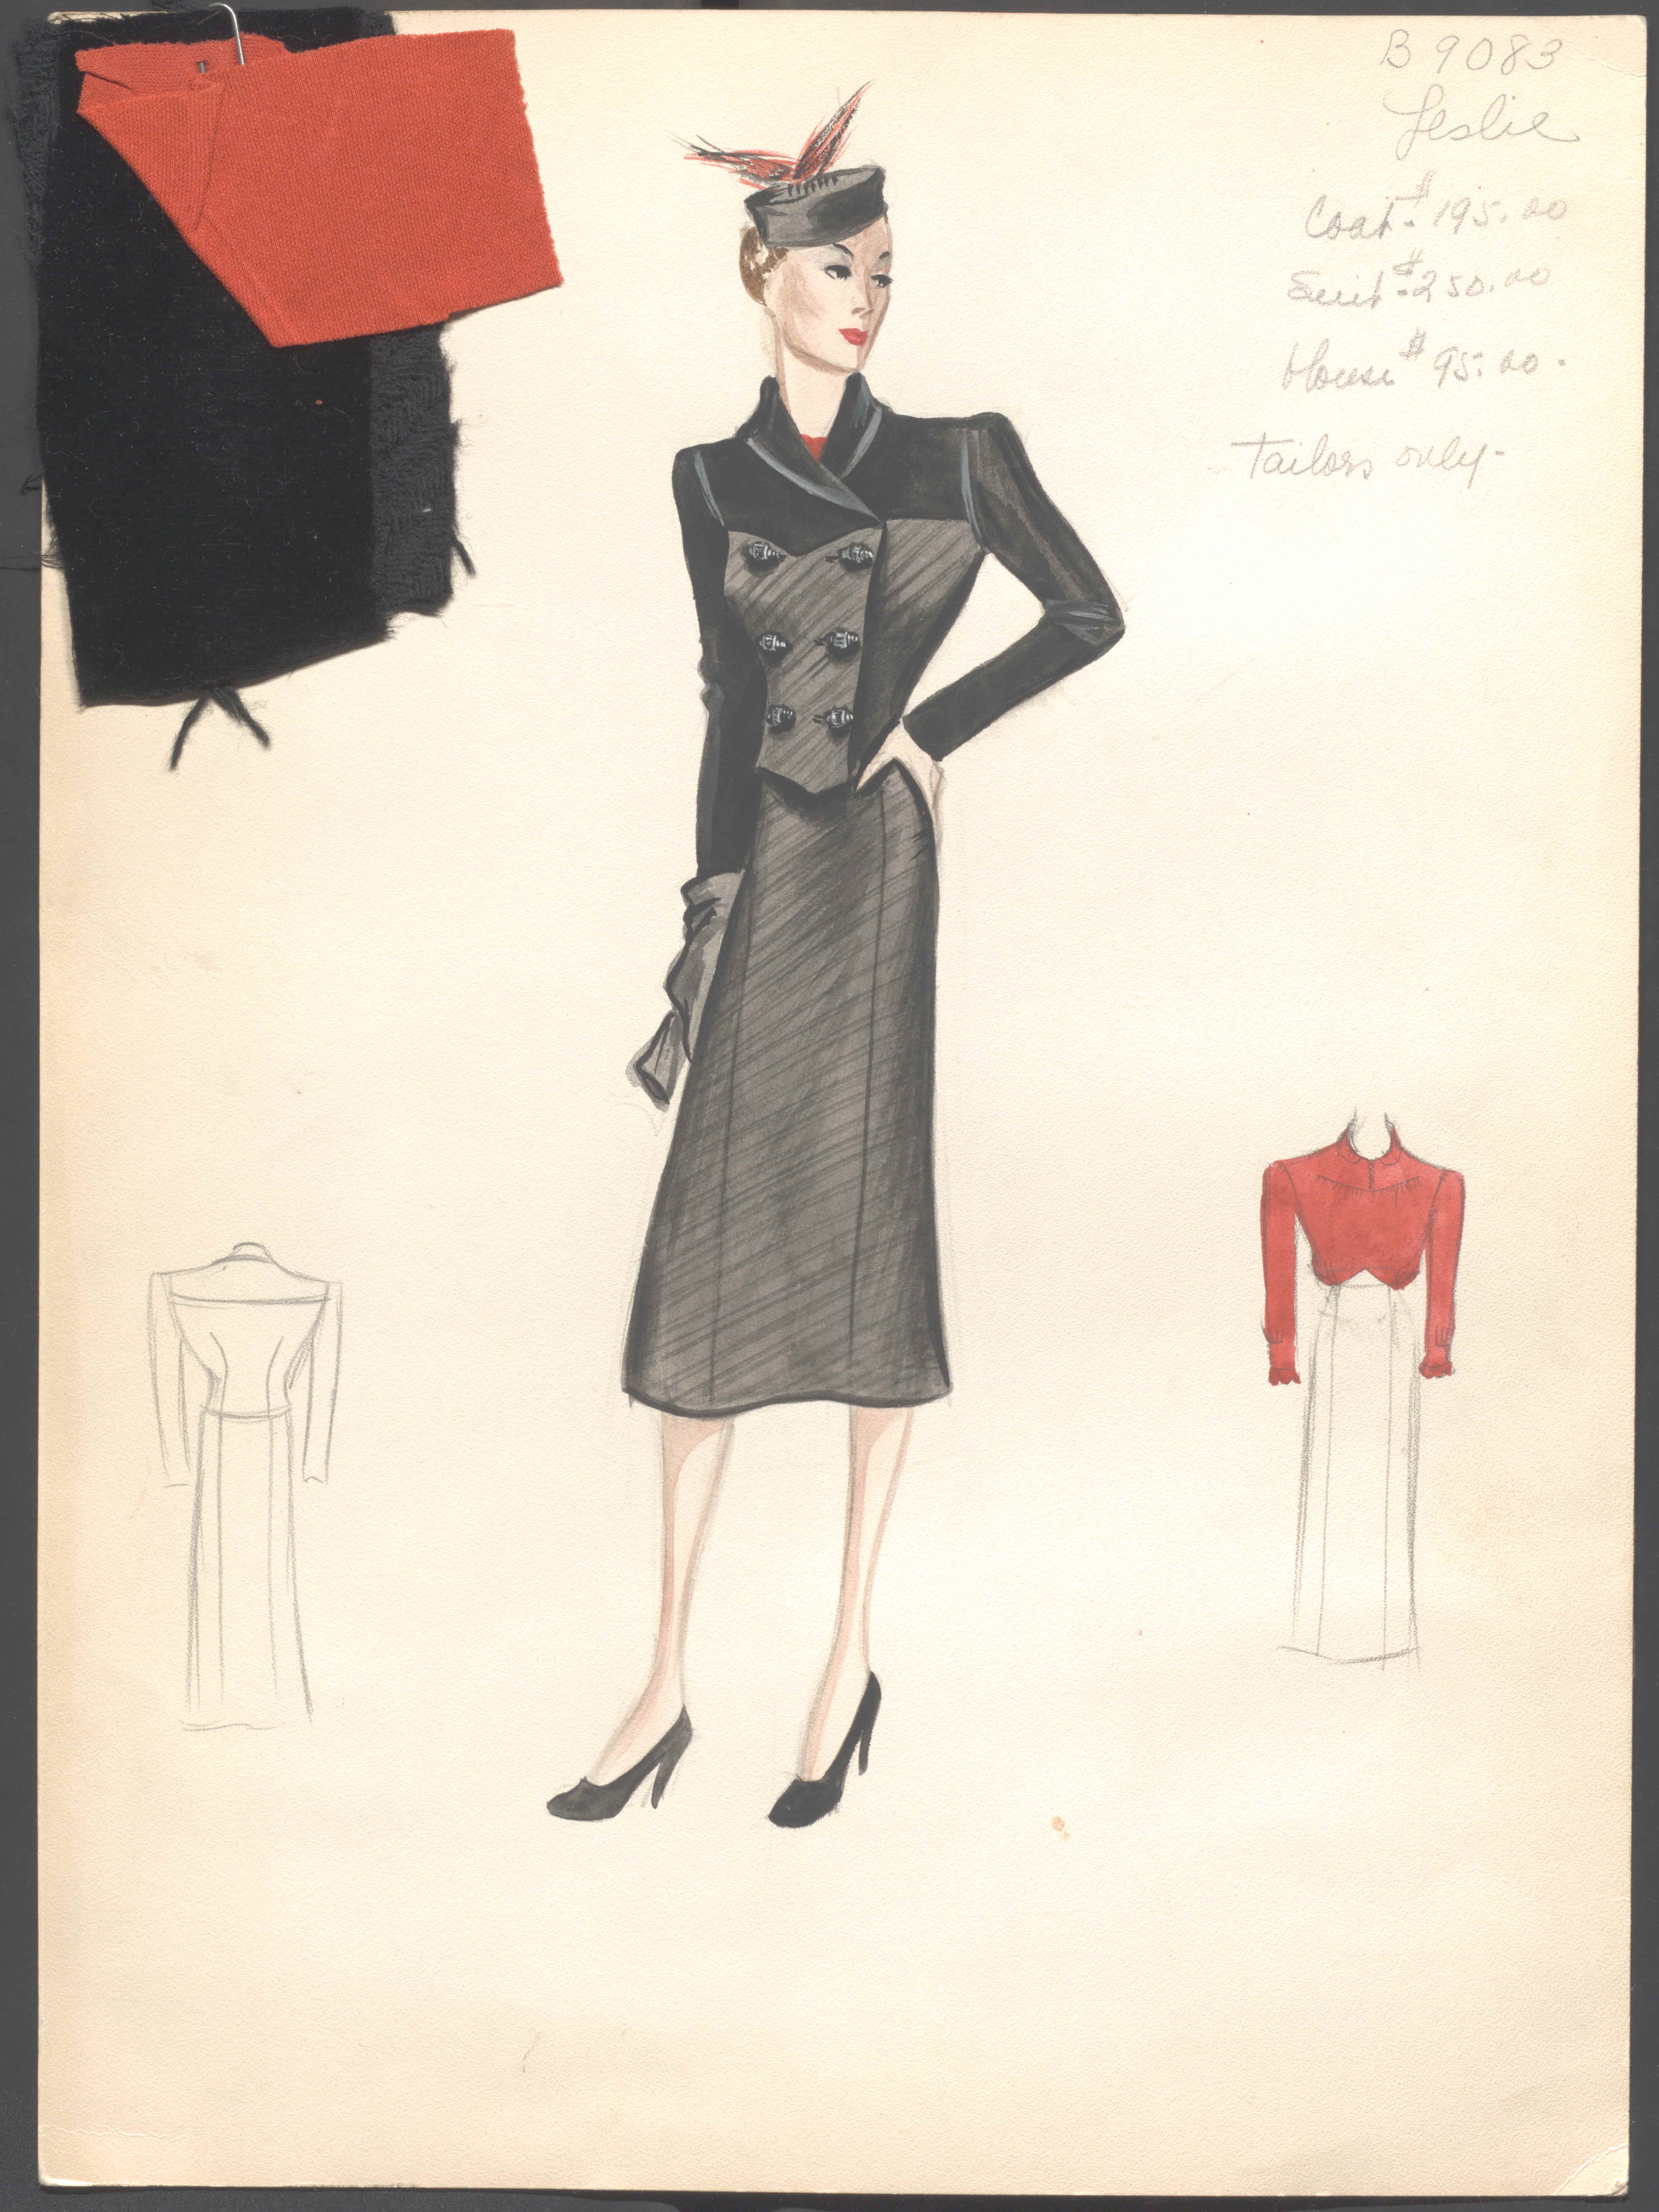 B 9083
Leslie
Coat - $195.00
Suit - $250.00
blouse $95.00.
Tailors only -